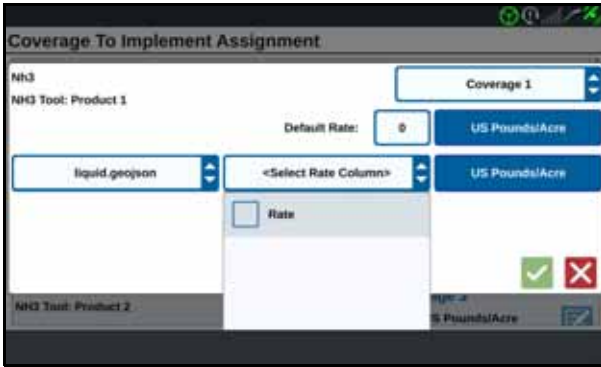 Coverage To Implement Assignment
Nh3
Coverage 1
NH3 Tool: Product 1
Default Rate:
0
US Pounds/Acre
liquid.geojson
<Select Rate Column>
US Pounds/Acre
Rate
NH3 Tool: Product 2
S Pounds/Acre